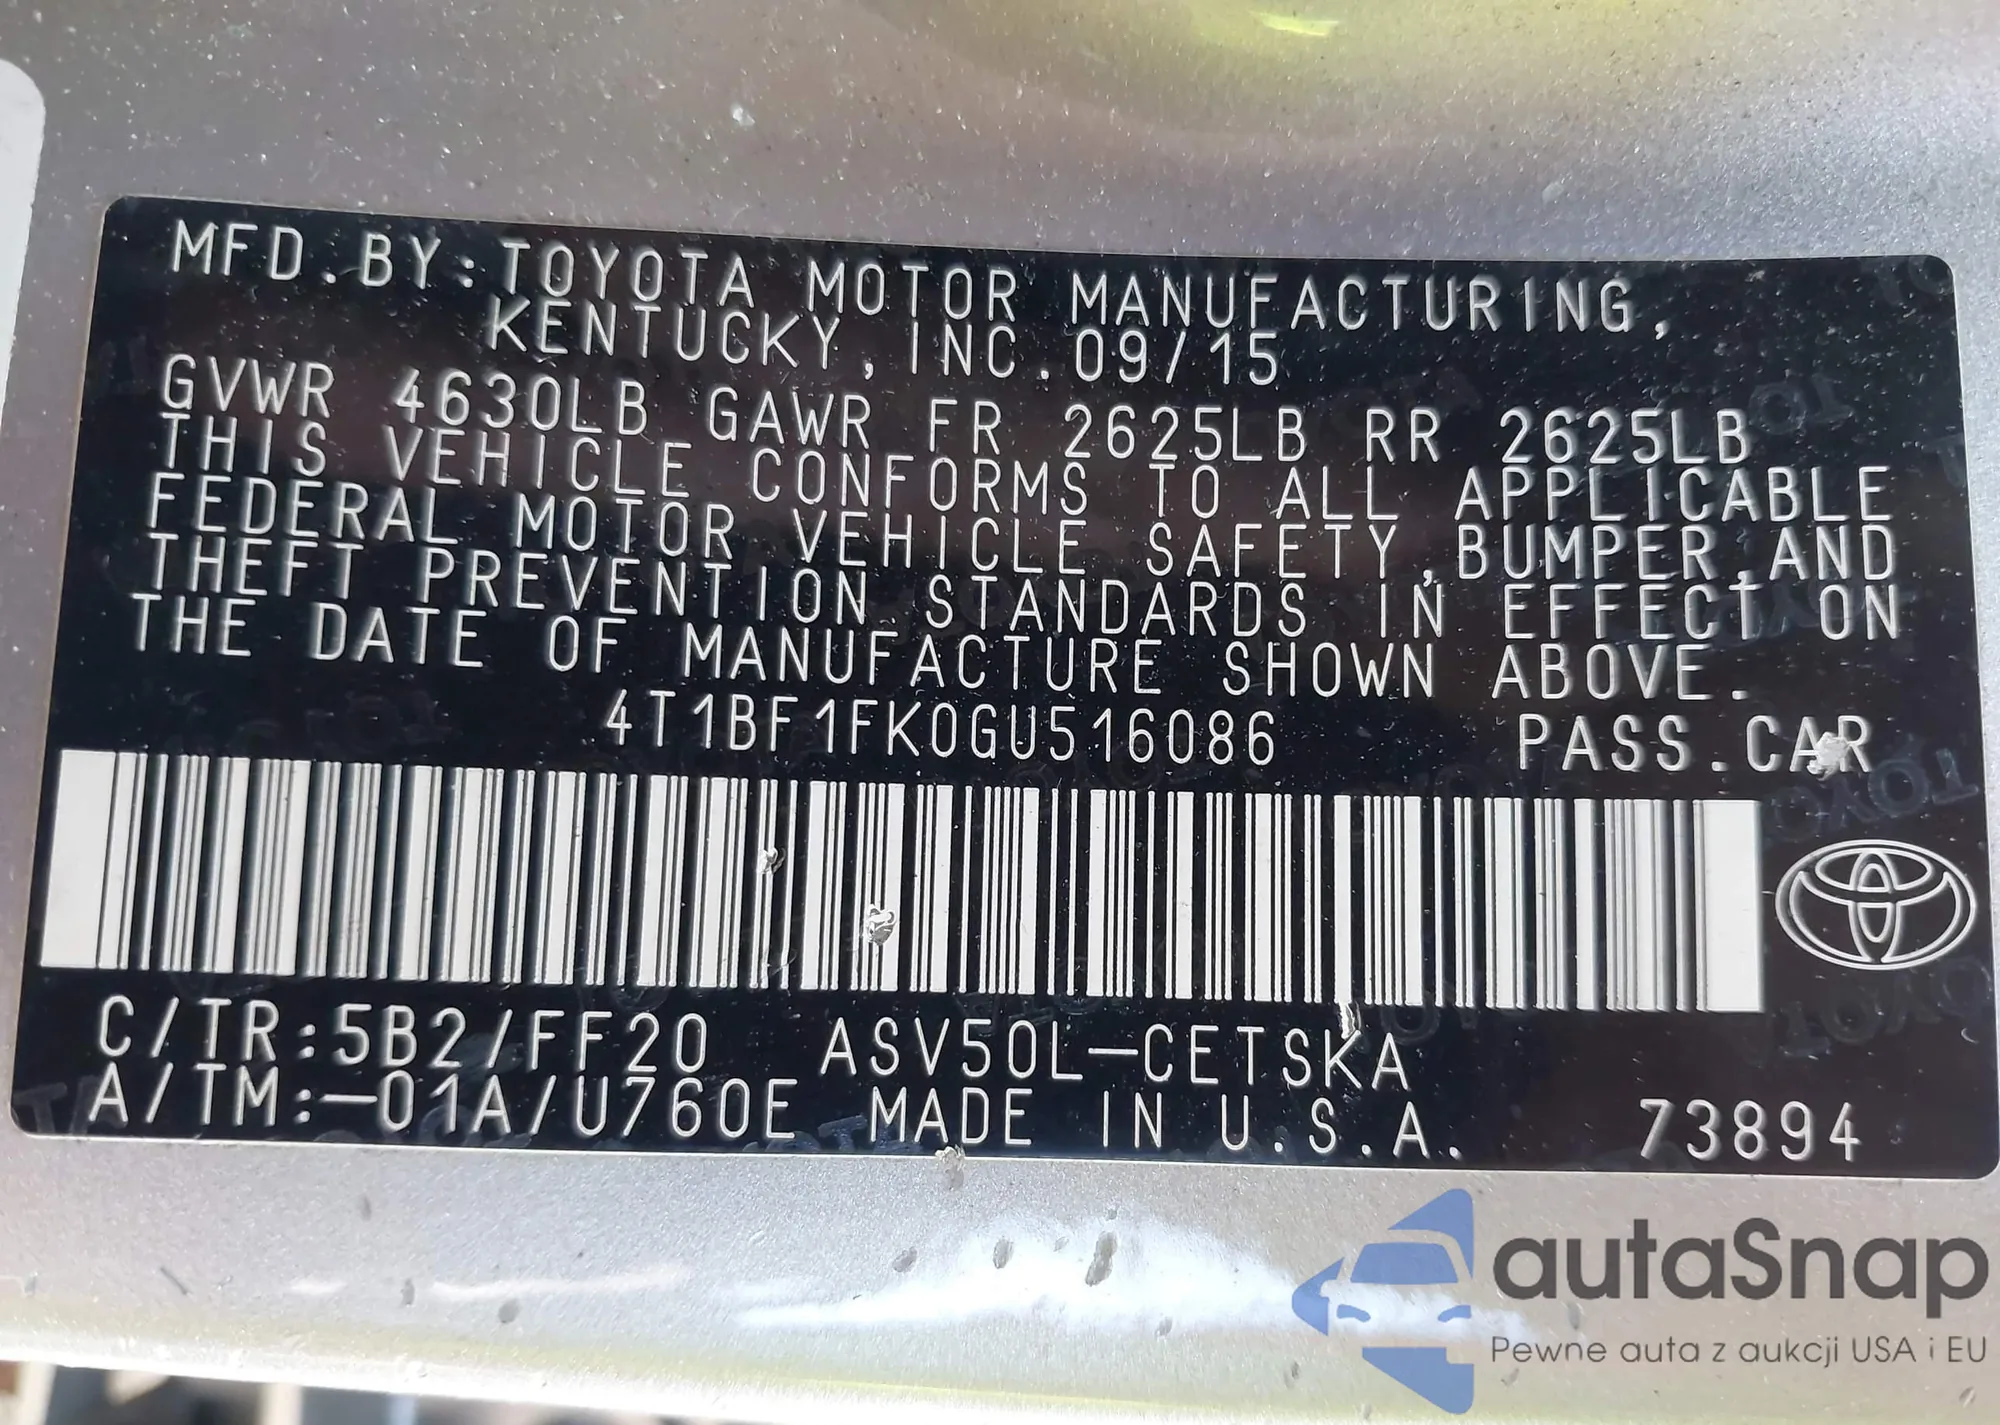 MFD.BY:TOYOTA MOTOR MANUFACTURING,
KENTUCKY, INC.09/15
GVWR 4630LB GAWR FR 2625LB RR 2625LB
THIS VEHICLE CONFORMS TO ALL APPLICABLE
FEDERAL MOTOR VEHICLE SAFETY,BUMPER,AND
THEFT PREVENTION STANDARDS IN EFFECT ON
THE DATE OF MANUFACTURE SHOWN ABOVE.
4T1BF1FK0GU516086 PASS.CAR
C/TR:5B2/FF20 ASV50L-CETSKA
A/TM:-01A/U760E MADE IN U.S.A. 73894
autaSnap
Pewne auta z aukcji USA i EU